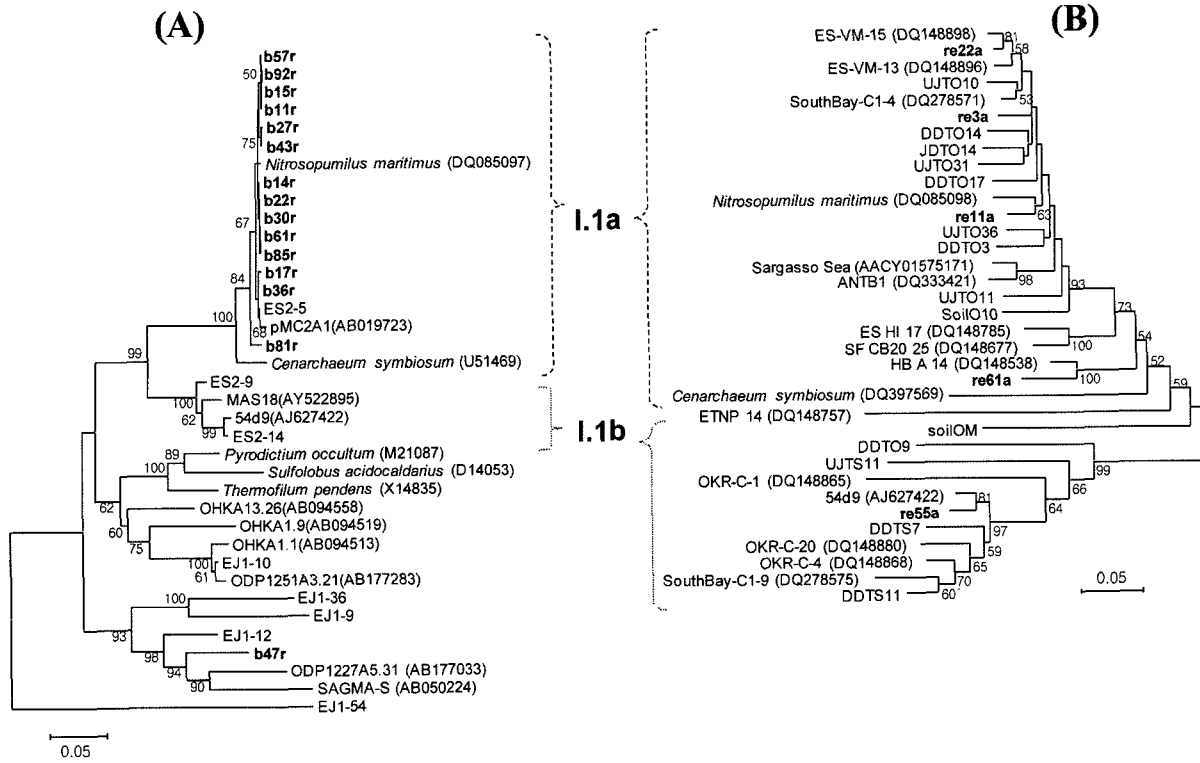 (A)
b57r
50
b92r
b15r
b11r
b27r
75
b43r
Nitrosopumilus maritimus (DQ085097)
b14r
b22r
67
b30r
b61r
b85r
b17r
84
b36r
ES2-5
100
68
pMC2A1(AB019723)
b81r
99
Cenarchaeum symbiosum (U51469)
ES2-9
100
MAS18(AY522895)
62
54d9(AJ627422)
99
ES2-14
89
Pyrodictium occultum (M21087)
100
Sulfolobus acidocaldarius (D14053)
Thermofilum pendens (X14835)
62
OHKA13.26(AB094558)
60
OHKA1.9(AB094519)
75
OHKA1.1(AB094513)
100
EJ1-10
61
ODP1251A3.21(AB177283)
100
EJ1-36
EJ1-9
93
EJ1-12
98
b47r
94
ODP1227A5.31 (AB177033)
90
SAGMA-S (AB050224)
EJ1-54
0.05
I.1a
I.1b
(B)
ES-VM-15 (DQ148898)
81
re22a
58
ES-VM-13 (DQ148896)
UJTO10
SouthBay-C1-4 (DQ278571)
53
re3a
DDTO14
JDTO14
UJTO31
DDTO17
Nitrosopumilus maritimus (DQ085098)
re11a
63
UJTO36
DDTO3
Sargasso Sea (AACY01575171)
ANTB1 (DQ333421)
98
93
UJTO11
SoilO10
73
ES HI 17 (DQ148785)
SF CB20 25 (DQ148677)
100
54
HB A 14 (DQ148538)
52
re61a
100
59
Cenarchaeum symbiosum (DQ397569)
ETNP 14 (DQ148757)
soilOM
DDTO9
UJTS11
99
OKR-C-1 (DQ148865)
66
54d9 (AJ627422)
81
64
re55a
DDTS7
97
OKR-C-20 (DQ148880)
59
OKR-C-4 (DQ148868)
65
SouthBay-C1-9 (DQ278575)
70
DDTS11
60
0.05